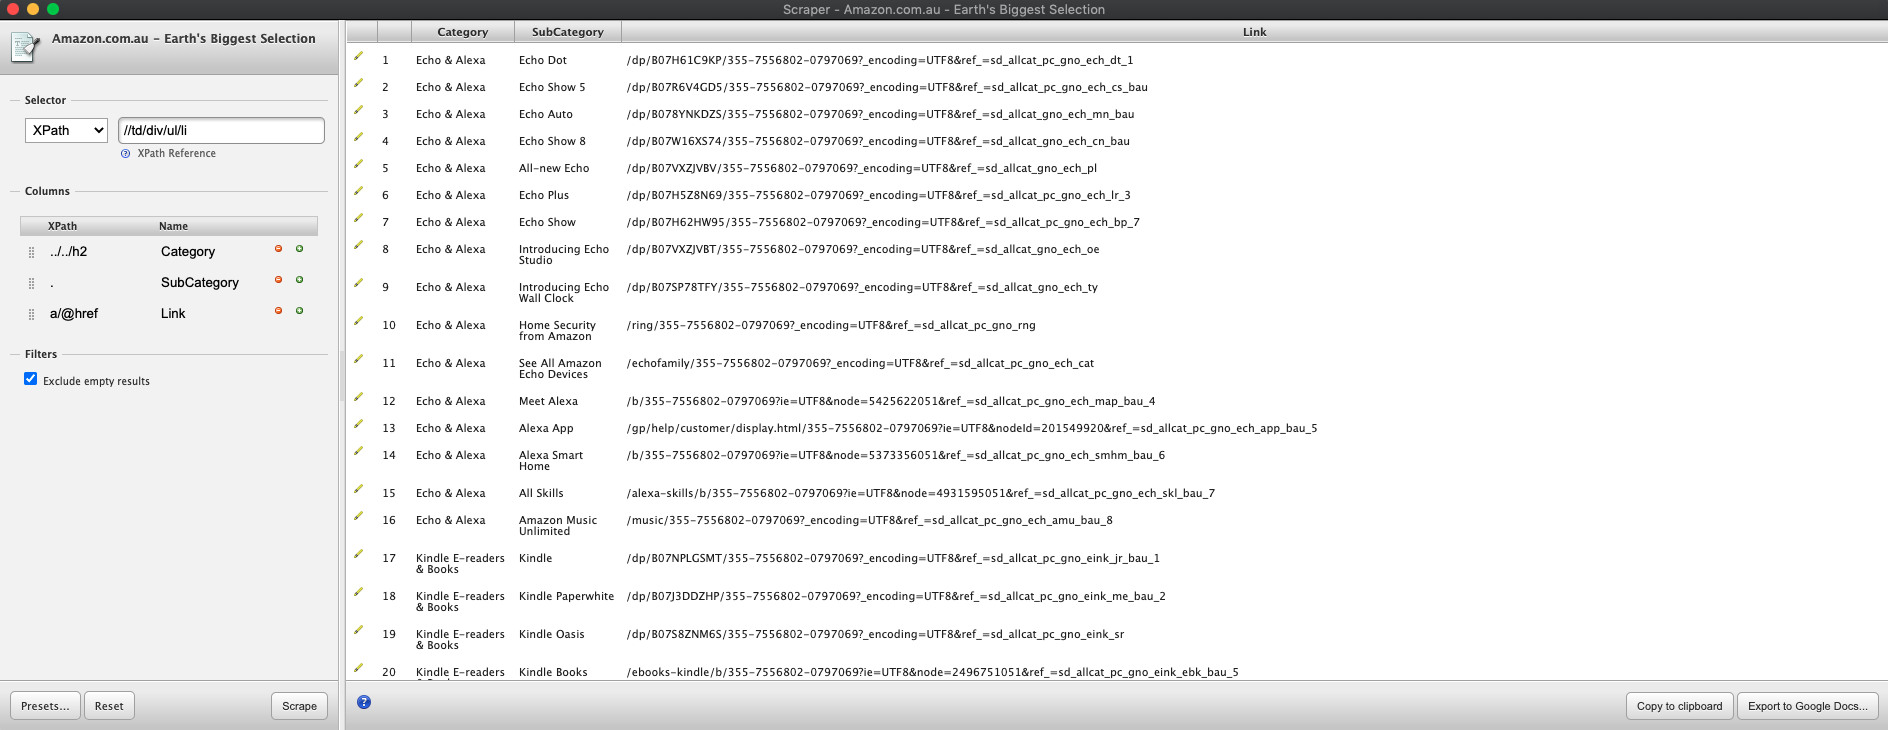 Scraper - Amazon.com.au - Earth's Biggest Selection
Amazon.com.au - Earth's Biggest Selection
Selector
XPath //td/div/ul/li
XPath Reference
Columns
XPath Name
../../h2 Category
. SubCategory
a/@href Link
Filters
Exclude empty results
Presets... Reset Scrape
Category SubCategory Link
1 Echo & Alexa Echo Dot /dp/B07H61C9KP/355-7556802-0797069?_encoding=UTF8&ref_=sd_allcat_pc_gno_ech_dt_1
2 Echo & Alexa Echo Show 5 /dp/B07R6V4GD5/355-7556802-0797069?_encoding=UTF8&ref_=sd_allcat_pc_gno_ech_cs_bau
3 Echo & Alexa Echo Auto /dp/B078YNKDZS/355-7556802-0797069?_encoding=UTF8&ref_=sd_allcat_gno_ech_mn_bau
4 Echo & Alexa Echo Show 8 /dp/B07W16XS74/355-7556802-0797069?_encoding=UTF8&ref_=sd_allcat_gno_ech_cn_bau
5 Echo & Alexa All-new Echo /dp/B07VXZJVBV/355-7556802-0797069?_encoding=UTF8&ref_=sd_allcat_gno_ech_pl
6 Echo & Alexa Echo Plus /dp/B07H5Z8N69/355-7556802-0797069?_encoding=UTF8&ref_=sd_allcat_pc_gno_ech_lr_3
7 Echo & Alexa Echo Show /dp/B07H62HW95/355-7556802-0797069?_encoding=UTF8&ref_=sd_allcat_pc_gno_ech_bp_7
8 Echo & Alexa Introducing Echo /dp/B07VXZJVBT/355-7556802-0797069?_encoding=UTF8&ref_=sd_allcat_gno_ech_oe
Studio
9 Echo & Alexa Introducing Echo /dp/B07SP78TFY/355-7556802-0797069?_encoding=UTF8&ref_=sd_allcat_gno_ech_ty
Wall Clock
10 Echo & Alexa Home Security /ring/355-7556802-0797069?_encoding=UTF8&ref_=sd_allcat_pc_gno_rng
from Amazon
11 Echo & Alexa See All Amazon /echofamily/355-7556802-0797069?_encoding=UTF8&ref_=sd_allcat_pc_gno_ech_cat
Echo Devices
12 Echo & Alexa Meet Alexa /b/355-7556802-0797069?ie=UTF8&node=5425622051&ref_=sd_allcat_pc_gno_ech_map_bau_4
13 Echo & Alexa Alexa App /gp/help/customer/display.html/355-7556802-0797069?ie=UTF8&nodeId=201549920&ref_=sd_allcat_pc_gno_ech_app_bau_5
14 Echo & Alexa Alexa Smart /b/355-7556802-0797069?ie=UTF8&node=5373356051&ref_=sd_allcat_pc_gno_ech_smhm_bau_6
Home
15 Echo & Alexa All Skills /alexa-skills/b/355-7556802-0797069?ie=UTF8&node=4931595051&ref_=sd_allcat_pc_gno_ech_skl_bau_7
16 Echo & Alexa Amazon Music /music/355-7556802-0797069?_encoding=UTF8&ref_=sd_allcat_pc_gno_ech_amu_bau_8
Unlimited
17 Kindle E-readers Kindle /dp/B07NPLGSMT/355-7556802-0797069?_encoding=UTF8&ref_=sd_allcat_pc_gno_eink_jr_bau_1
& Books
18 Kindle E-readers Kindle Paperwhite /dp/B07J3DDZHP/355-7556802-0797069?_encoding=UTF8&ref_=sd_allcat_pc_gno_eink_me_bau_2
& Books
19 Kindle E-readers Kindle Oasis /dp/B07S8ZNM6S/355-7556802-0797069?_encoding=UTF8&ref_=sd_allcat_pc_gno_eink_sr
& Books
20 Kindle E-readers Kindle Books /ebooks-kindle/b/355-7556802-0797069?ie=UTF8&node=2496751051&ref_=sd_allcat_pc_gno_eink_ebk_bau_5
Copy to clipboard Export to Google Docs...